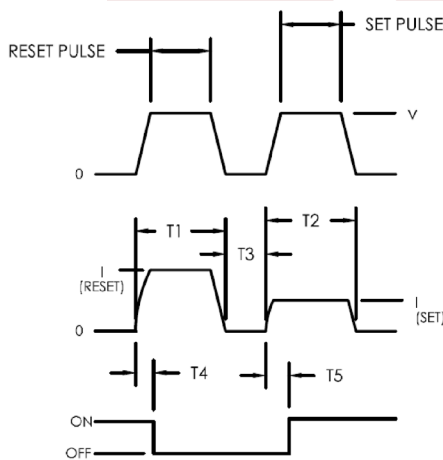 SET PULSE
RESET PULSE
V
0
T1
T2
T3
I
(RESET)
I
(SET)
0
T4
T5
ON
OFF